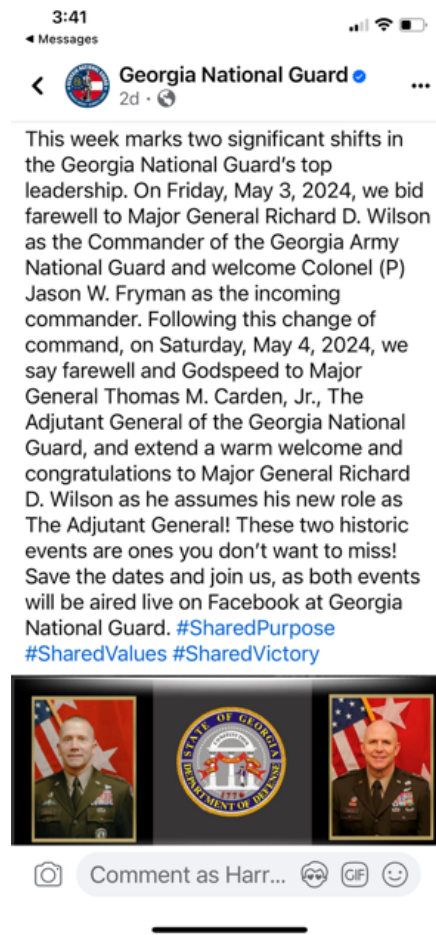 3:41
◄ Messages
Georgia National Guard
2d ·
This week marks two significant shifts in
the Georgia National Guard's top
leadership. On Friday, May 3, 2024, we bid
farewell to Major General Richard D. Wilson
as the Commander of the Georgia Army
National Guard and welcome Colonel (P)
Jason W. Fryman as the incoming
commander. Following this change of
command, on Saturday, May 4, 2024, we
say farewell and Godspeed to Major
General Thomas M. Carden, Jr., The
Adjutant General of the Georgia National
Guard, and extend a warm welcome and
congratulations to Major General Richard
D. Wilson as he assumes his new role as
The Adjutant General! These two historic
events are ones you don't want to miss!
Save the dates and join us, as both events
will be aired live on Facebook at Georgia
National Guard. #SharedPurpose
#SharedValues #SharedVictory
STATE OF GEORGIA
CONSTITUTION
1776
DEPARTMENT OF DEFENSE
Comment as Harr...
GIF